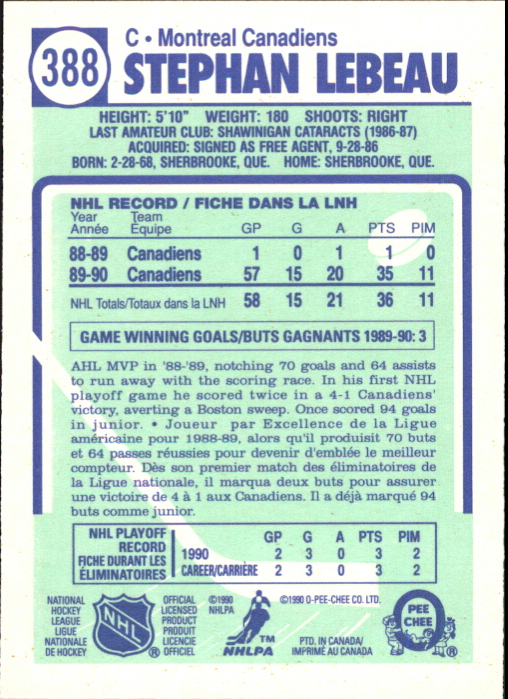 388
C • Montreal Canadiens
STEPHAN LEBEAU
HEIGHT: 5'10" WEIGHT: 180 SHOOTS: RIGHT
LAST AMATEUR CLUB: SHAWINIGAN CATARACTS (1986-87)
ACQUIRED: SIGNED AS FREE AGENT, 9-28-86
BORN: 2-28-68, SHERBROOKE, QUE. HOME: SHERBROOKE, QUE.
NHL RECORD / FICHE DANS LA LNH
Year Team
Année Équipe GP G A PTS PIM
88-89 Canadiens 1 0 1 1 0
89-90 Canadiens 57 15 20 35 11
NHL Totals/Totaux dans la LNH 58 15 21 36 11
GAME WINNING GOALS/BUTS GAGNANTS 1989-90: 3
AHL MVP in '88-'89, notching 70 goals and 64 assists
to run away with the scoring race. In his first NHL
playoff game he scored twice in a 4-1 Canadiens'
victory, averting a Boston sweep. Once scored 94 goals
in junior. • Joueur par Excellence de la Ligue
américaine pour 1988-89, alors qu'il produisit 70 buts
et 64 passes réussies pour devenir d'emblée le meilleur
compteur. Dès son premier match des éliminatoires de
la Ligue nationale, il marqua deux buts pour assurer
une victoire de 4 à 1 aux Canadiens. Il a déjà marqué 94
buts comme junior.
NHL PLAYOFF RECORD
FICHE DURANT LES ÉLIMINATOIRES
GP G A PTS PIM
1990 2 3 0 3 2
CAREER/CARRIÈRE 2 3 0 3 2
NATIONAL
HOCKEY
LEAGUE
LIGUE
NATIONALE
DE HOCKEY
NHL
®
OFFICIAL
LICENSED
PRODUCT
PRODUIT
LICENCIE
OFFICIEL
©1990
NHLPA
TM
NHLPA
©1990 O-PEE-CHEE CO. LTD.
PTD. IN CANADA/
IMPRIMÉ AU CANADA
PEE
CHEE
®